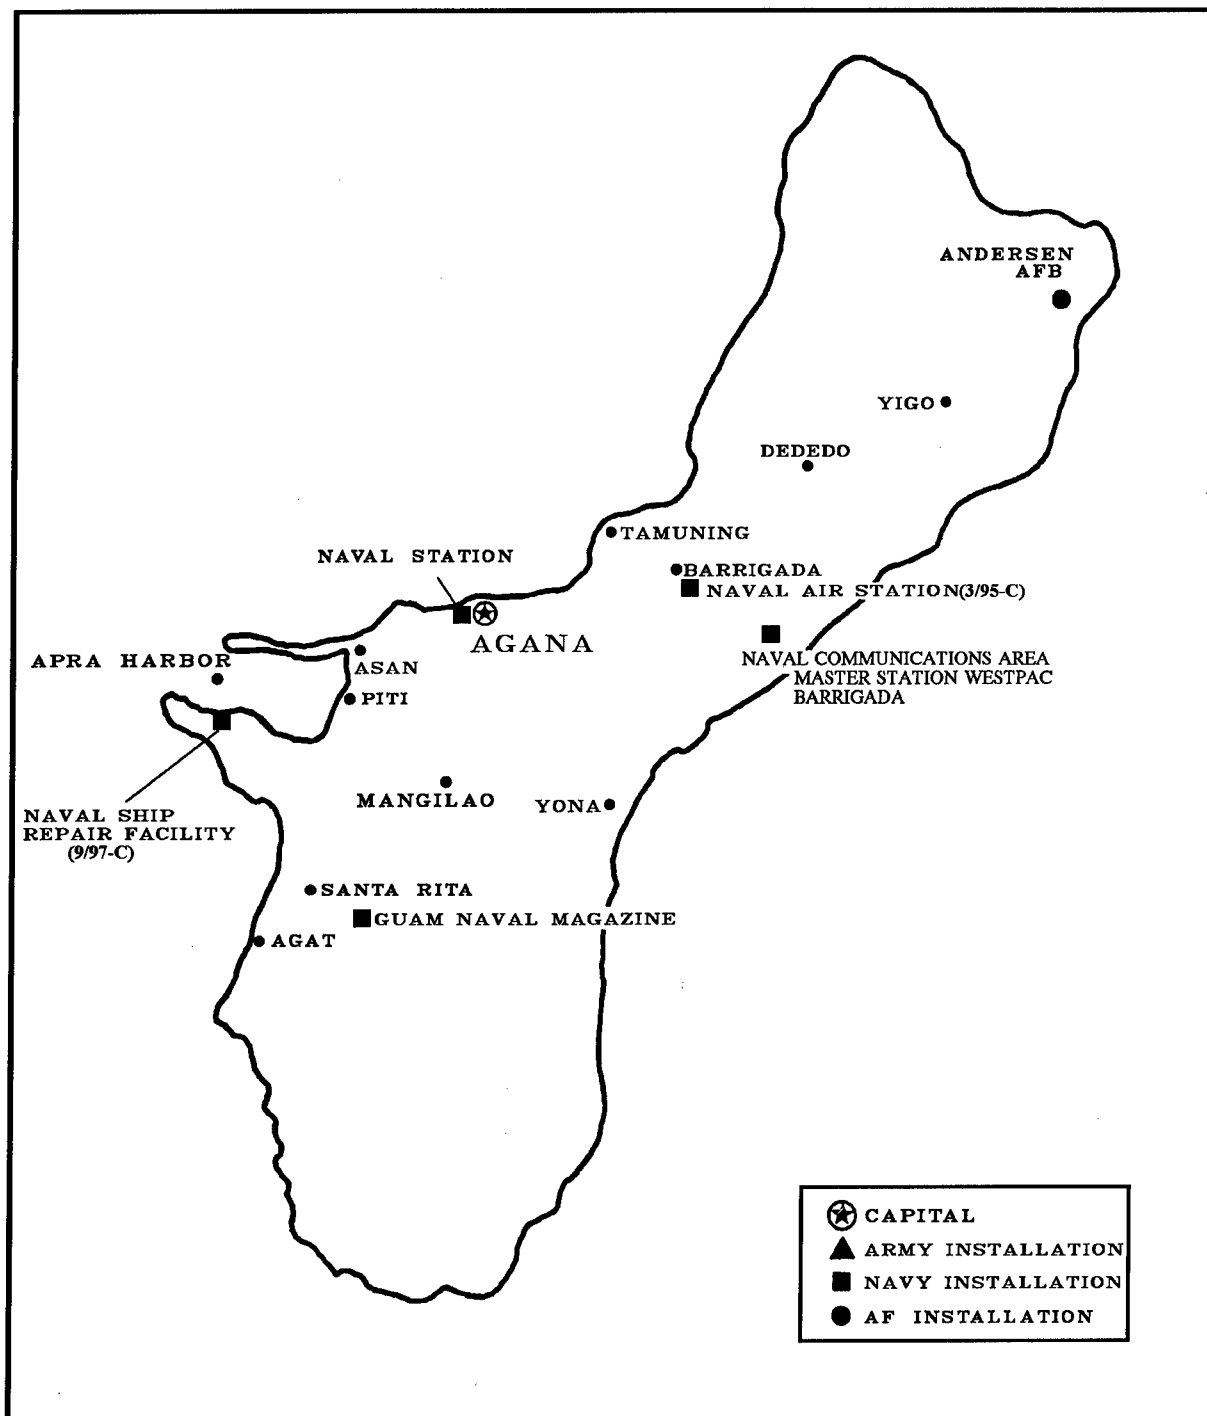 ANDERSEN
AFB
YIGO
DEDEDO
TAMUNING
NAVAL STATION
BARRIGADA
NAVAL AIR STATION(3/95-C)
AGANA
APRA HARBOR
ASAN
NAVAL COMMUNICATIONS AREA
MASTER STATION WESTPAC
BARRIGADA
PITI
MANGILAO
YONA
NAVAL SHIP
REPAIR FACILITY
(9/97-C)
SANTA RITA
GUAM NAVAL MAGAZINE
AGAT
CAPITAL
ARMY INSTALLATION
NAVY INSTALLATION
AF INSTALLATION